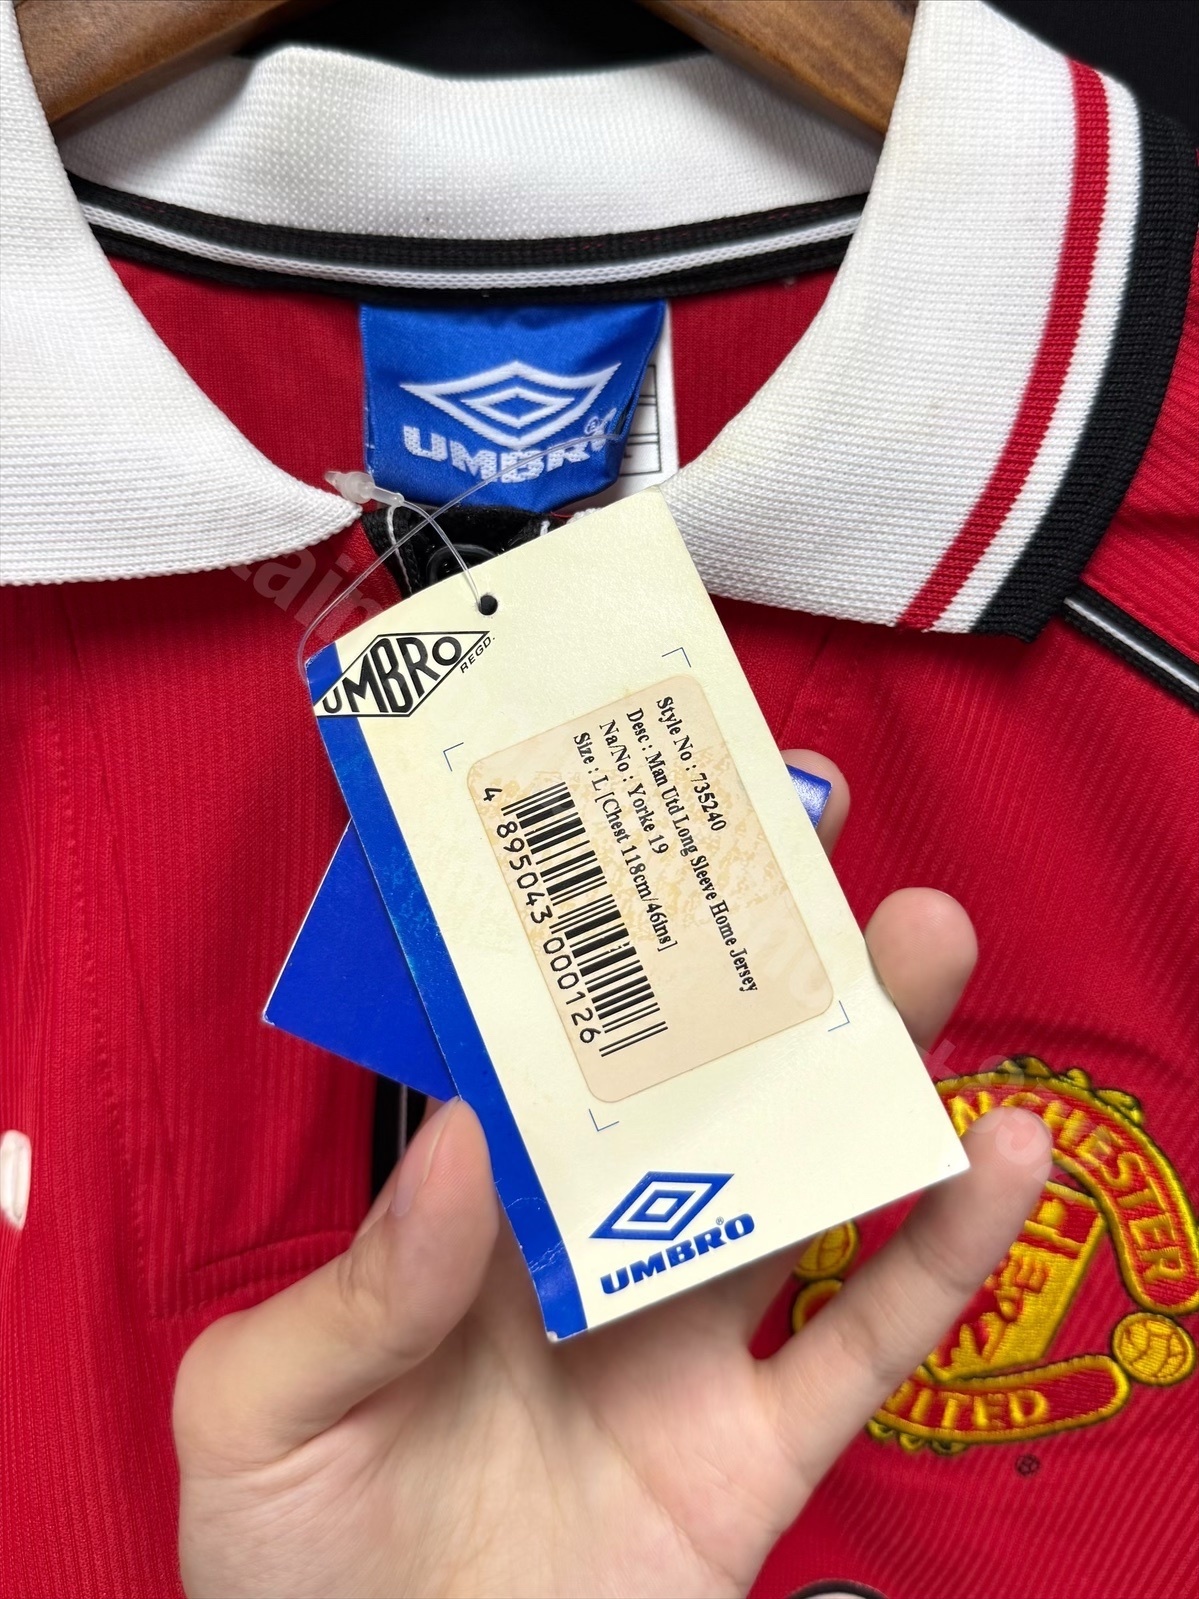 UMBRO
UMBRO
REGD.
Style No : 735240
Desc : Man Utd Long Sleeve Home Jersey
Na/No : Yorke 19
Size : L [Chest 118cm/46ins]
4 895043 000126
UMBRO®
UNITED